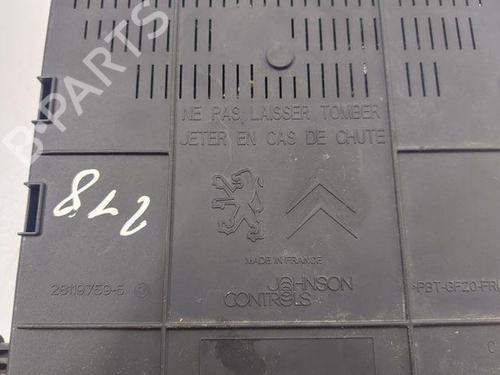 NE PAS LAISSER TOMBER
JETER EN CAS DE CHUTE
218
MADE IN FRANCE
28119759-5
JOHNSON
CONTROLS
>PBT-GF20-FR(
C
B-PARTS